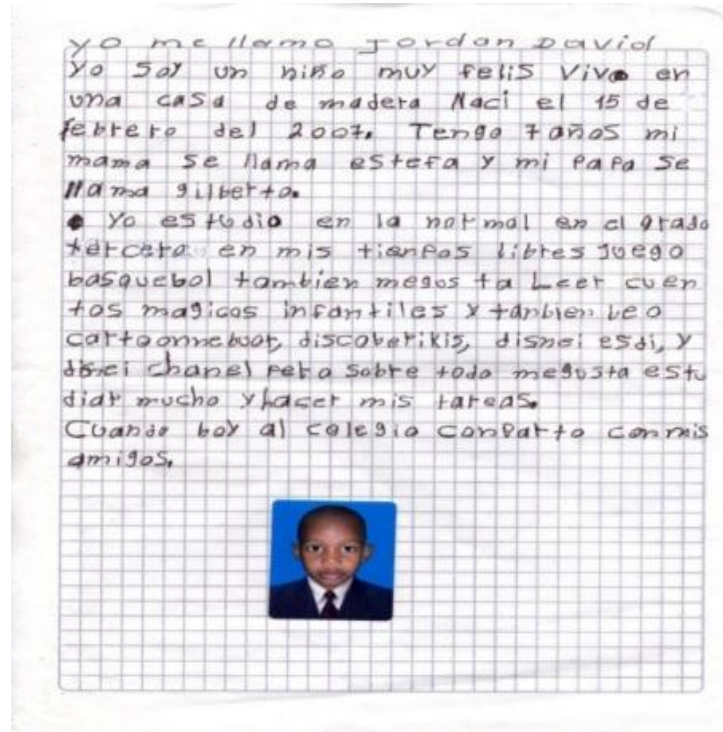 yo me llamo Jordan David
Yo soy un niño muy felis vivo en
una casa de madera Naci el 15 de
febrero del 2007. Tengo 7 años mi
mama se llama estefa y mi papa se
llama gilberto.
Yo estudio en la normal en el grado
tercero en mis tienpos libres juego
basquebol tambien megus ta Leer cuen
tos magicos infantiles y tanbien beo
cartoonnebuor, discoberikis, disnei esdi, y
disnei chanel pero sobre todo megusta estu
diar mucho y hacer mis tareas.
Cuando boy al colegio conparto con mis
amigos.